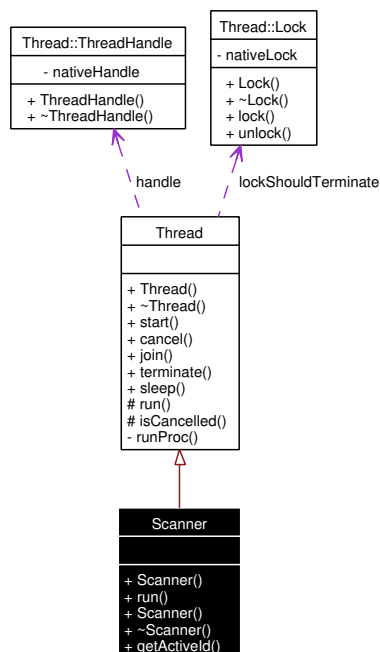 Thread::ThreadHandle
- nativeHandle
+ ThreadHandle()
+ ~ThreadHandle()
Thread::Lock
- nativeLock
+ Lock()
+ ~Lock()
+ lock()
+ unlock()
handle
lockShouldTerminate
Thread
+ Thread()
+ ~Thread()
+ start()
+ cancel()
+ join()
+ terminate()
+ sleep()
# run()
# isCancelled()
- runProc()
Scanner
+ Scanner()
+ run()
+ Scanner()
+ ~Scanner()
+ getActiveId()